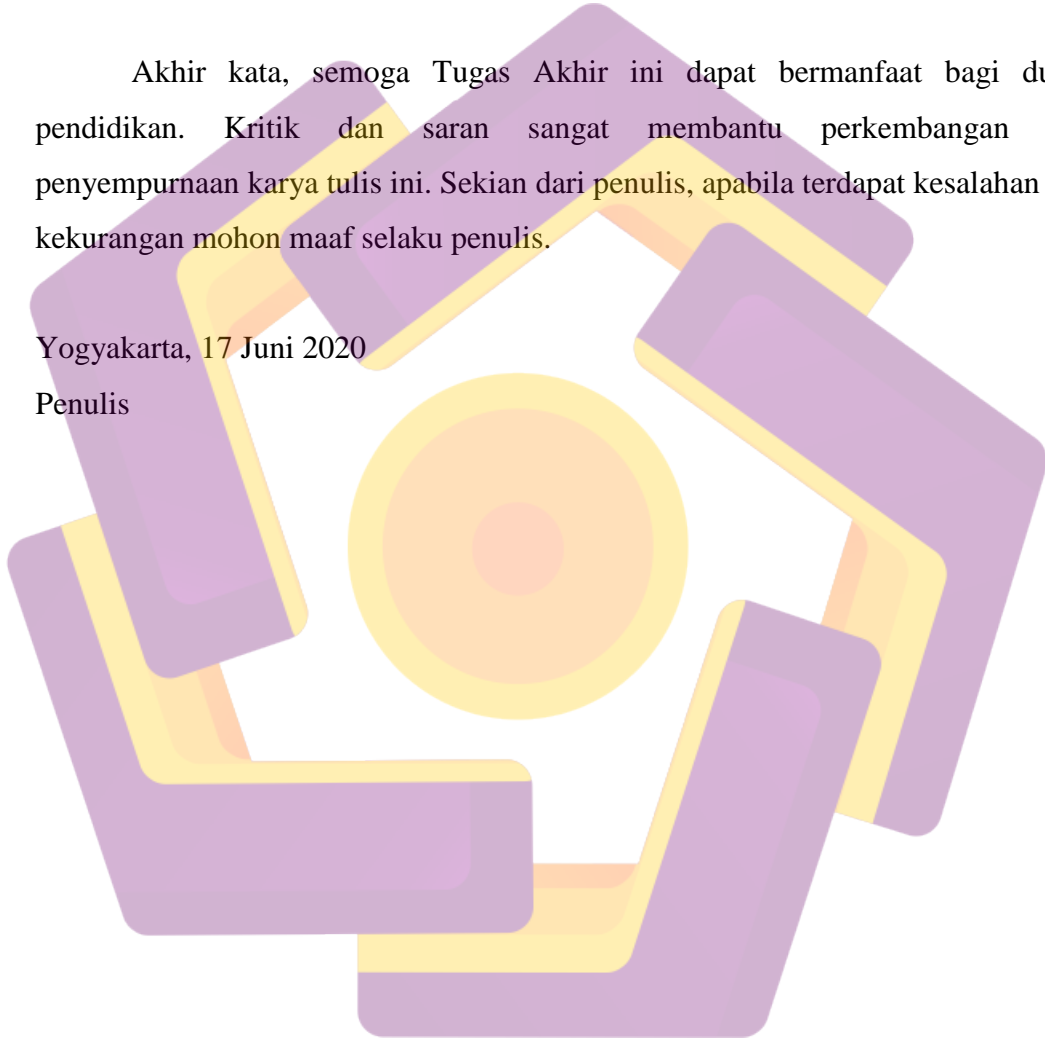 Akhir kata, semoga Tugas Akhir ini dapat bermanfaat bagi du
pendidikan. Kritik dan saran sangat membantu perkembangan
penyempurnaan karya tulis ini. Sekian dari penulis, apabila terdapat kesalahan
kekurangan mohon maaf selaku penulis.
Yogyakarta, 17 Juni 2020
Penulis